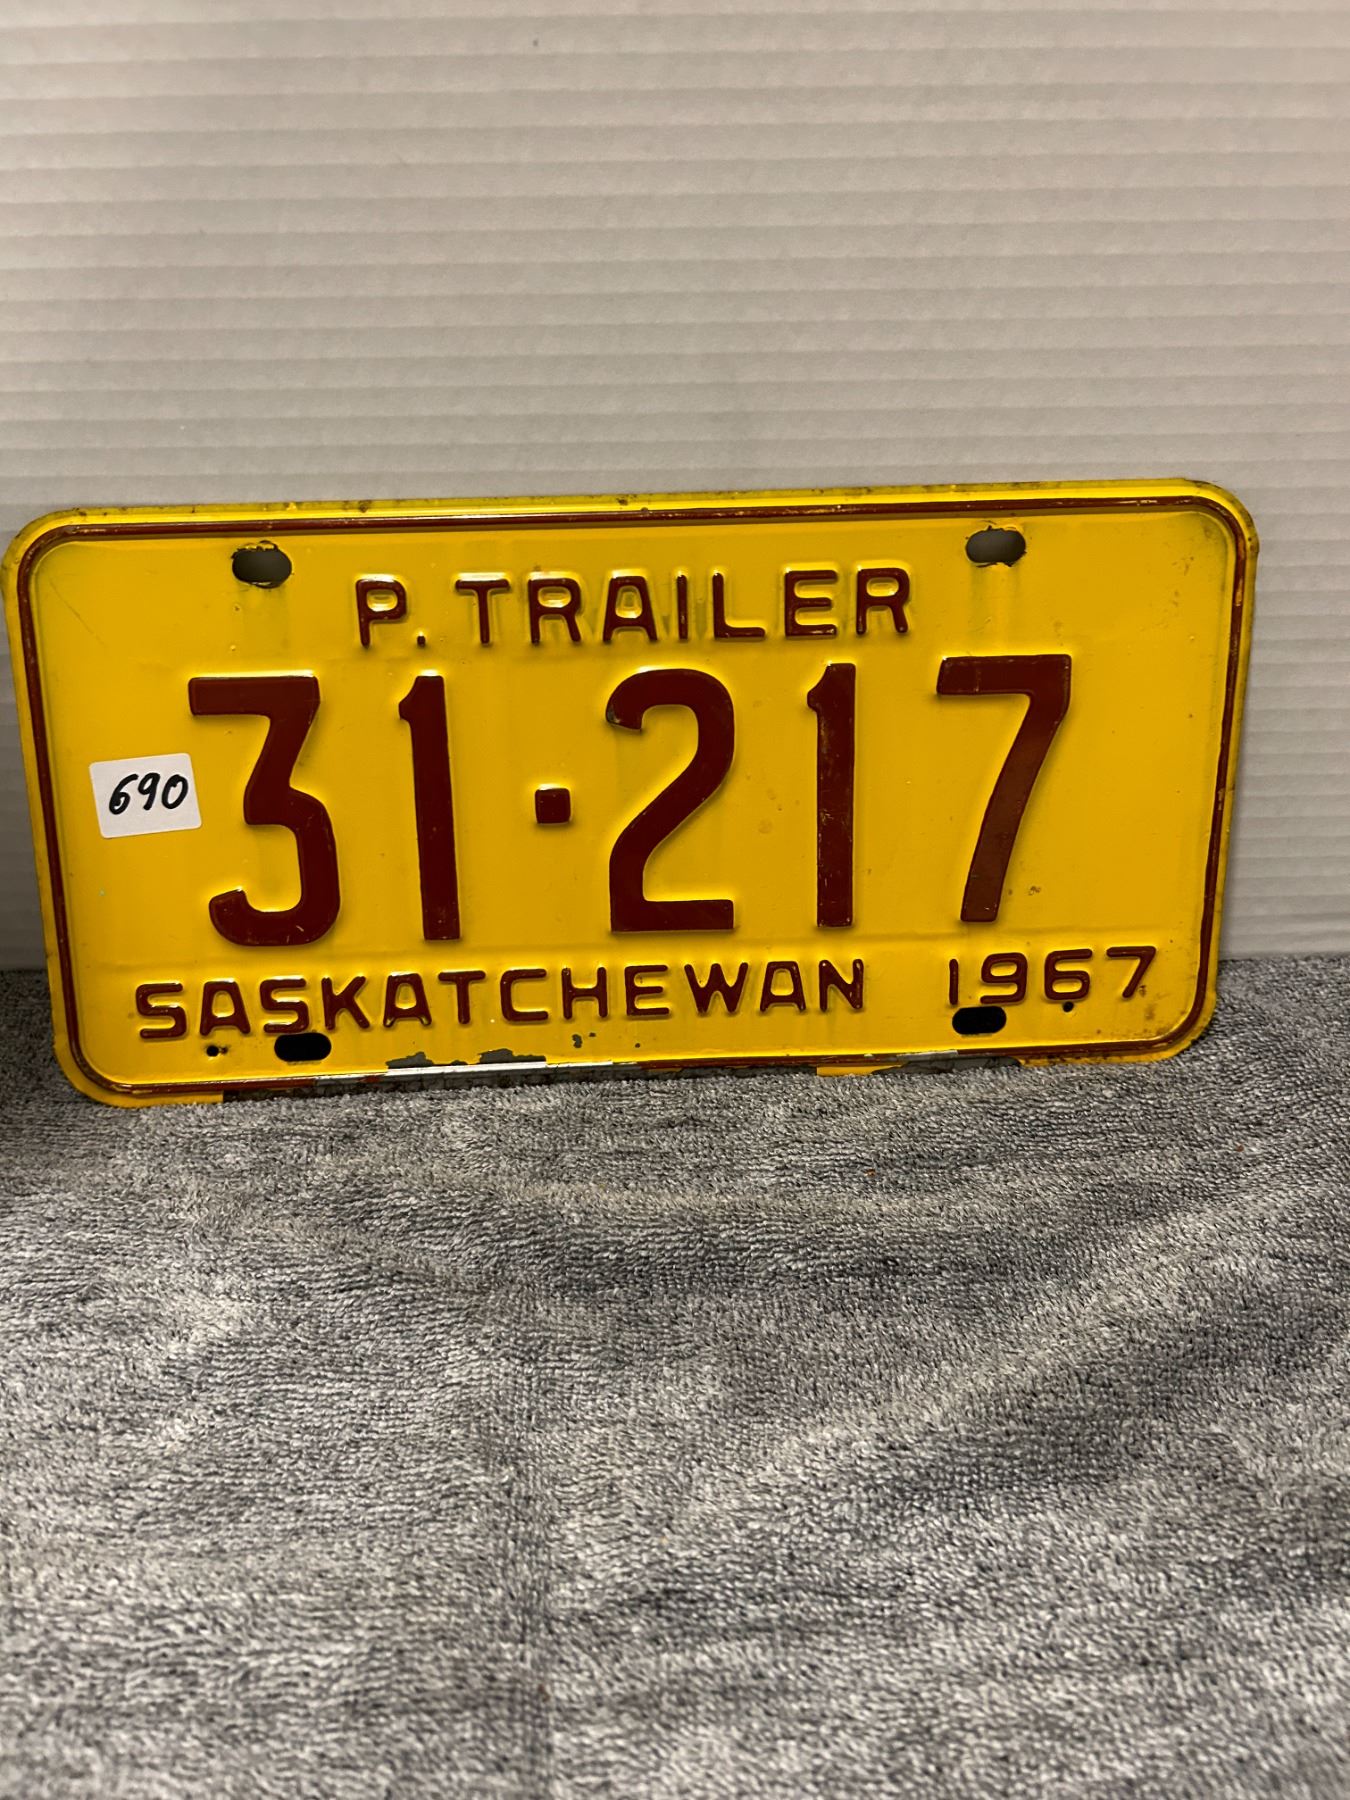 P. TRAILER
31·217
690
SASKATCHEWAN 1967